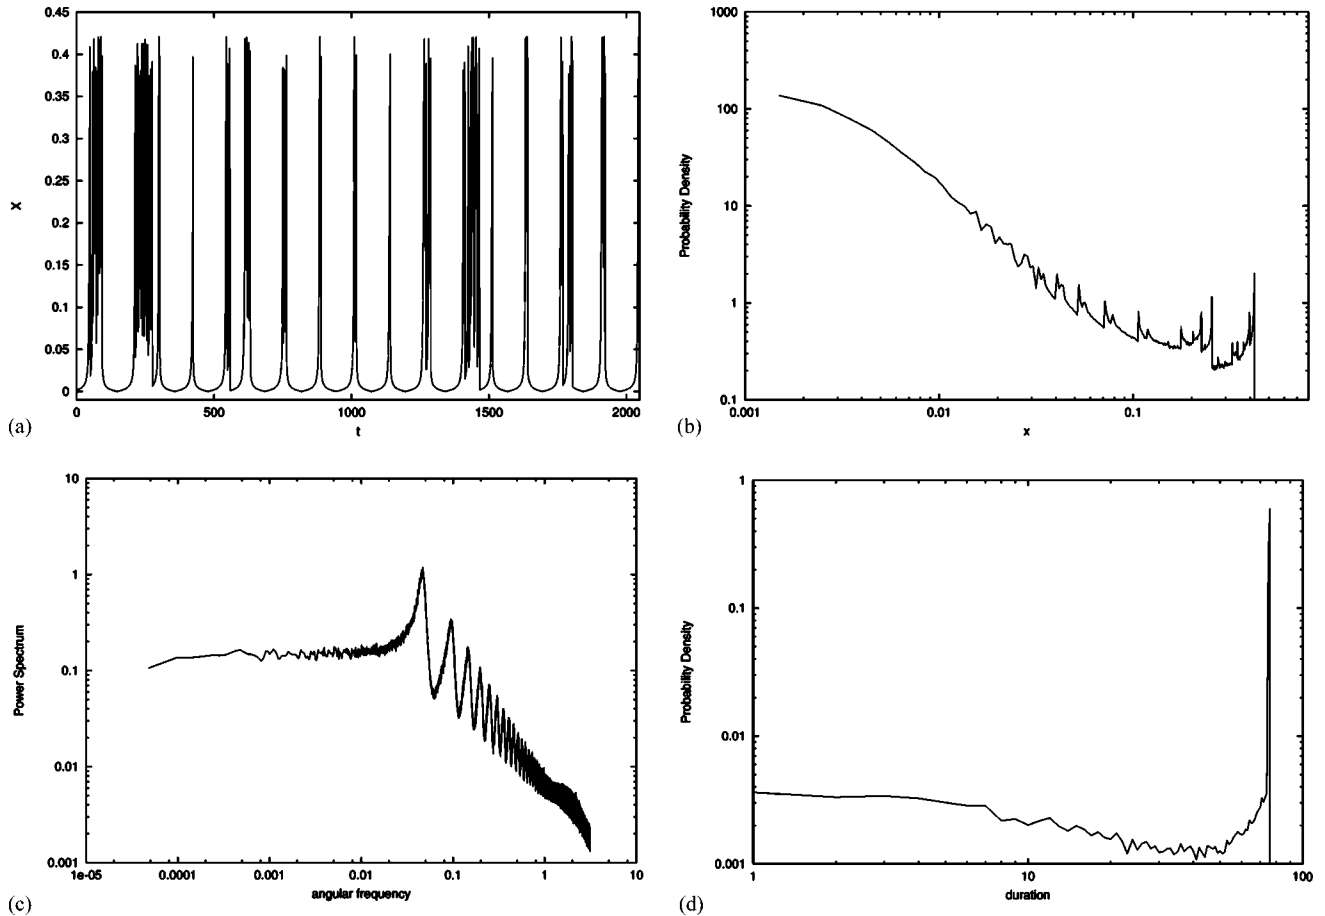 0.45
0.4
0.35
0.3
0.25
0.2
0.15
0.1
0.05
0
X
0 500 1000 1500 2000
t
(a)
1000
100
10
1
0.1
Probability Density
0.001 0.01 0.1
x
(b)
10
1
0.1
0.01
0.001
Power Spectrum
1e-05 0.0001 0.001 0.01 0.1 1 10
angular frequency
(c)
1
0.1
0.01
0.001
Probability Density
1 10 100
duration
(d)